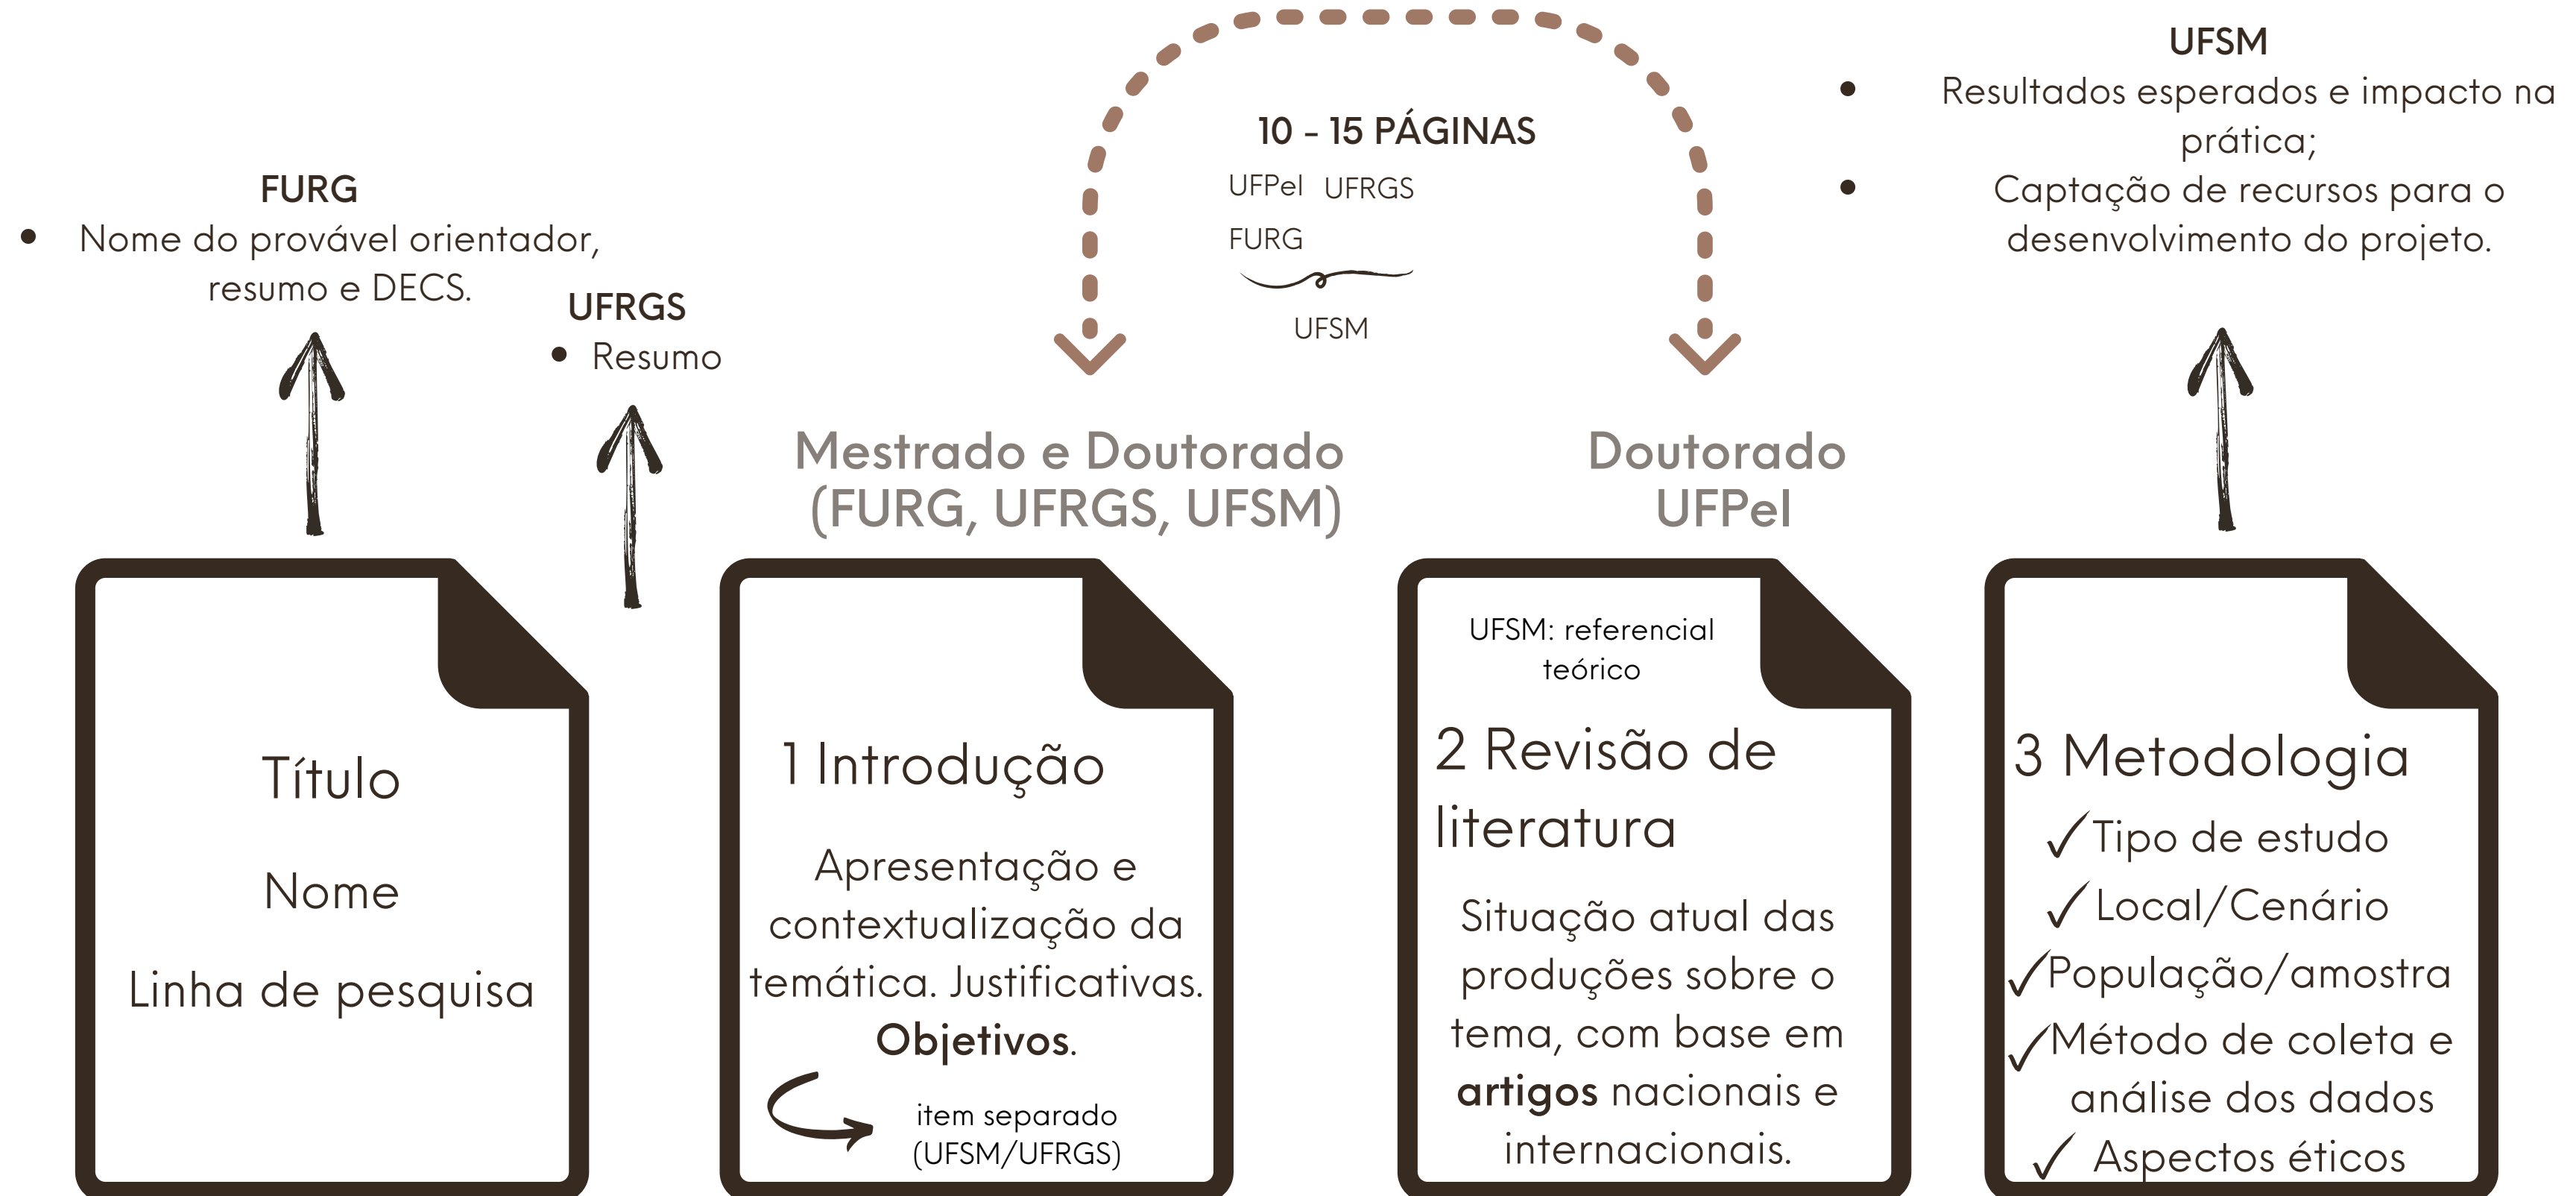 FURG
• Nome do provável orientador,
resumo e DECS.
UFRGS
• Resumo
10 - 15 PÁGINAS
UFPel UFRGS
FURG
UFSM
UFSM
• Resultados esperados e impacto na
prática;
• Captação de recursos para o
desenvolvimento do projeto.
Mestrado e Doutorado
(FURG, UFRGS, UFSM)
Doutorado
UFPel
Título
Nome
Linha de pesquisa
1 Introdução
Apresentação e
contextualização da
temática. Justificativas.
Objetivos.
item separado
(UFSM/UFRGS)
UFSM: referencial
teórico
2 Revisão de
literatura
Situação atual das
produções sobre o
tema, com base em
artigos nacionais e
internacionais.
3 Metodologia
✓Tipo de estudo
✓Local/Cenário
✓População/amostra
✓Método de coleta e
análise dos dados
✓ Aspectos éticos